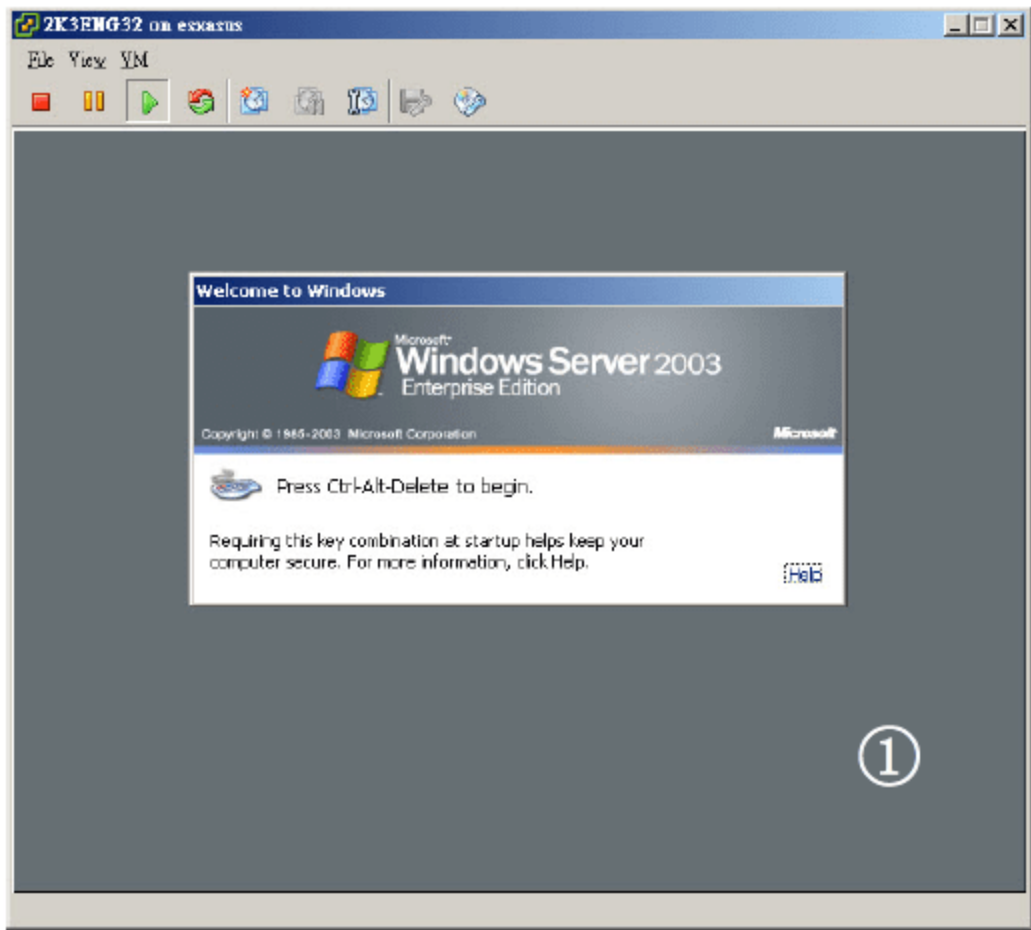 2K3ENG32 on esxasus
File View VM
Welcome to Windows
Microsoft
Windows Server 2003
Enterprise Edition
Copyright © 1985-2003 Microsoft Corporation
Microsoft
Press Ctrl-Alt-Delete to begin.
Requiring this key combination at startup helps keep your
computer secure. For more information, click Help.
Help
①